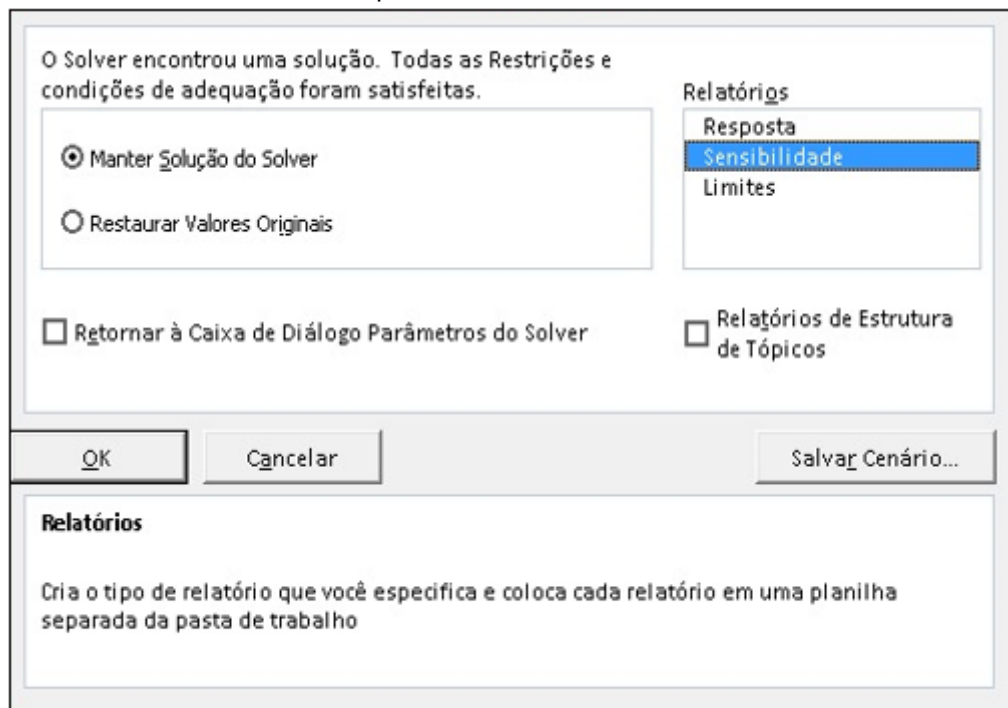 O Solver encontrou uma solução. Todas as Restrições e
condições de adequação foram satisfeitas.
Manter Solução do Solver
Restaurar Valores Originais
Relatórios
Resposta
Sensibilidade
Limites
Retornar à Caixa de Diálogo Parâmetros do Solver
Relatórios de Estrutura
de Tópicos
OK
Cancelar
Salvar Cenário...
Relatórios
Cria o tipo de relatório que você especifica e coloca cada relatório em uma planilha
separada da pasta de trabalho